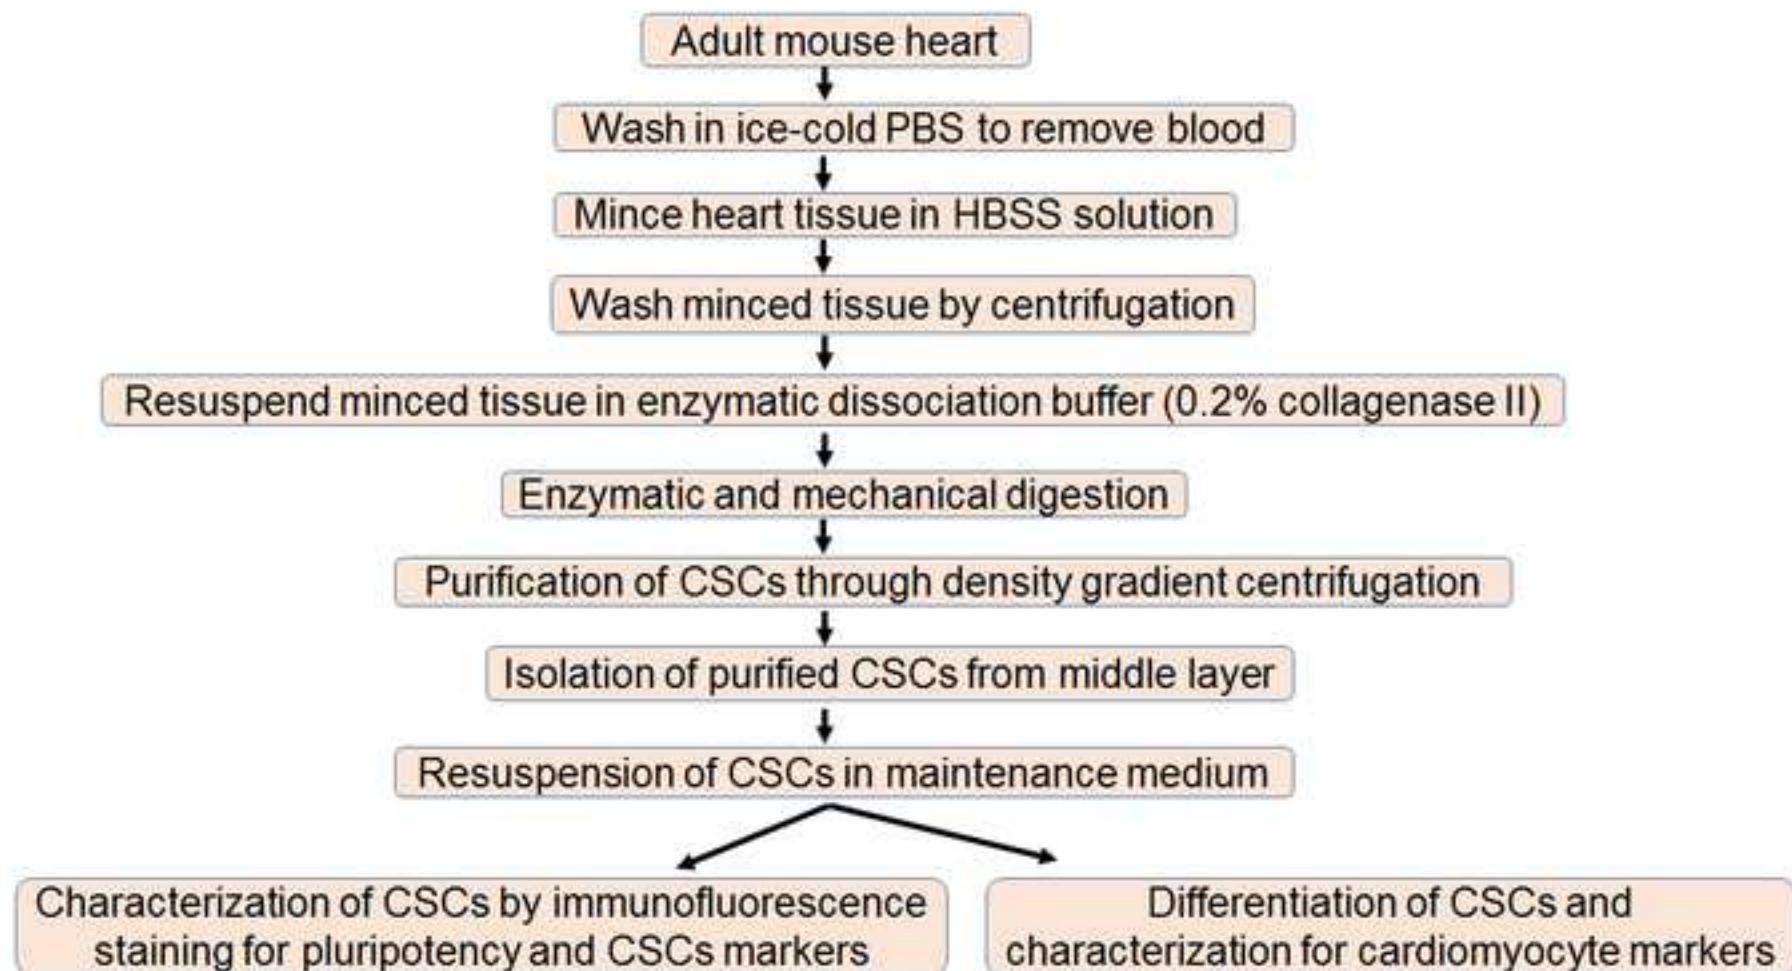 Adult mouse heart
Wash in ice-cold PBS to remove blood
Mince heart tissue in HBSS solution
Wash minced tissue by centrifugation
Resuspend minced tissue in enzymatic dissociation buffer (0.2% collagenase II)
Enzymatic and mechanical digestion
Purification of CSCs through density gradient centrifugation
Isolation of purified CSCs from middle layer
Resuspension of CSCs in maintenance medium
Characterization of CSCs by immunofluorescence
staining for pluripotency and CSCs markers
Differentiation of CSCs and
characterization for cardiomyocyte markers